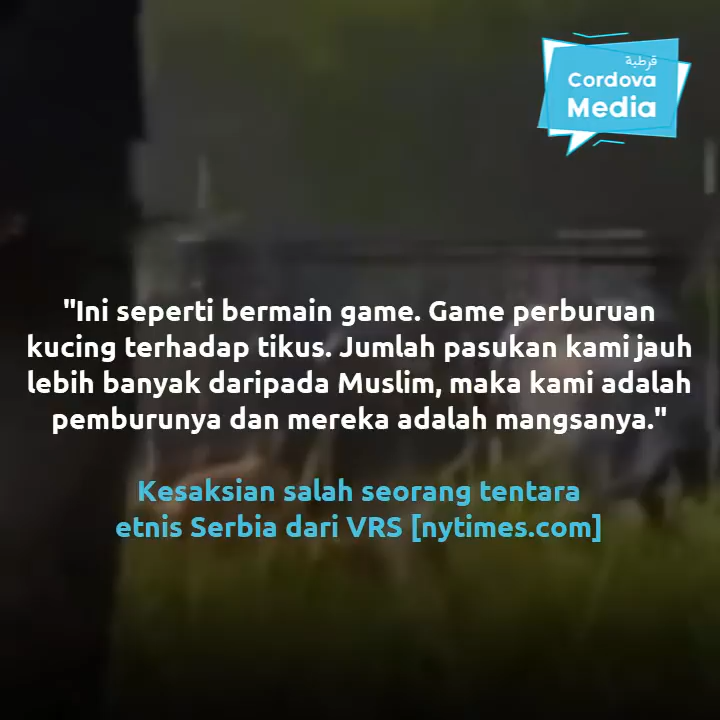 قرطبة
Cordova
Media
"Ini seperti bermain game. Game perburuan
kucing terhadap tikus. Jumlah pasukan kami jauh
lebih banyak daripada Muslim, maka kami adalah
pemburunya dan mereka adalah mangsanya."
Kesaksian salah seorang tentara
etnis Serbia dari VRS [nytimes.com]